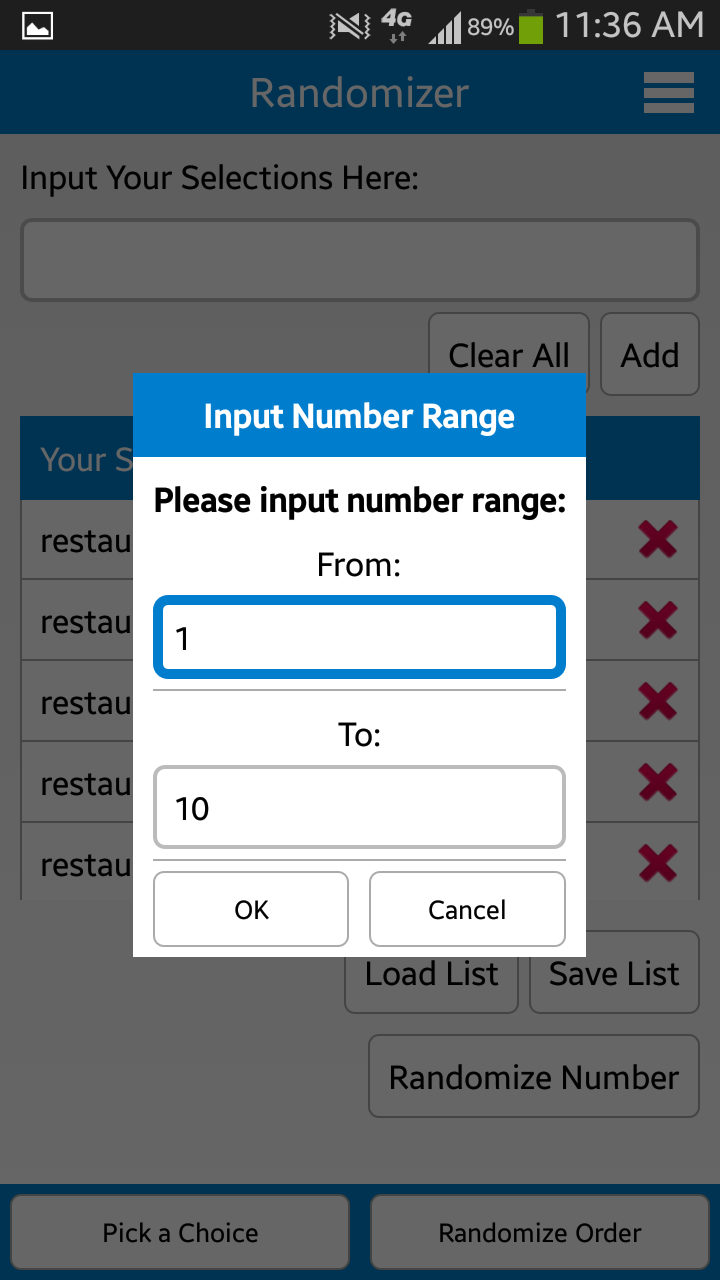 4G 89% 11:36 AM
Randomizer
Input Your Selections Here:
Clear All Add
Input Number Range
Your S
Please input number range:
restau
From:
restau
1
restau
To:
restau
10
restau
OK Cancel
Load List Save List
Randomize Number
Pick a Choice Randomize Order